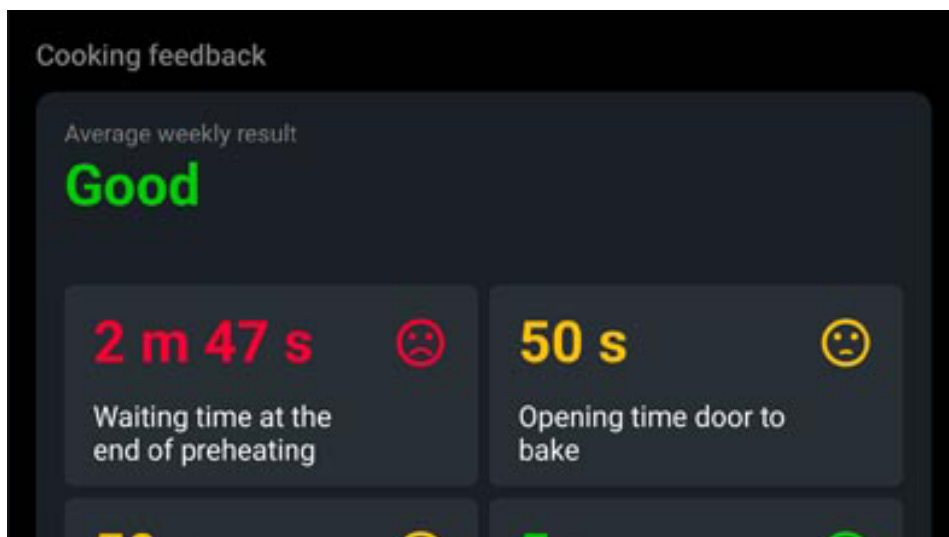 Cooking feedback
Average weekly result
Good
2 m 47 s
50 s
Waiting time at the
end of preheating
Opening time door to
bake